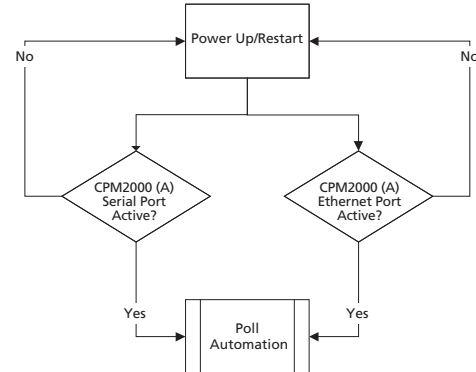 Power Up/Restart
No
No
CPM2000 (A)
Serial Port
Active?
CPM2000 (A)
Ethernet Port
Active?
Yes
Yes
Poll
Automation